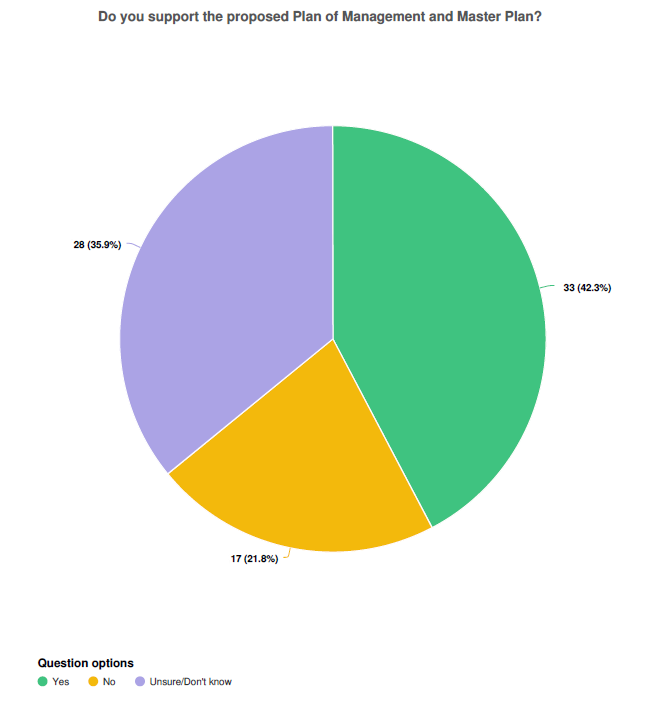 Do you support the proposed Plan of Management and Master Plan?
28 (35.9%)
33 (42.3%)
17 (21.8%)
Question options
Yes No Unsure/Don't know